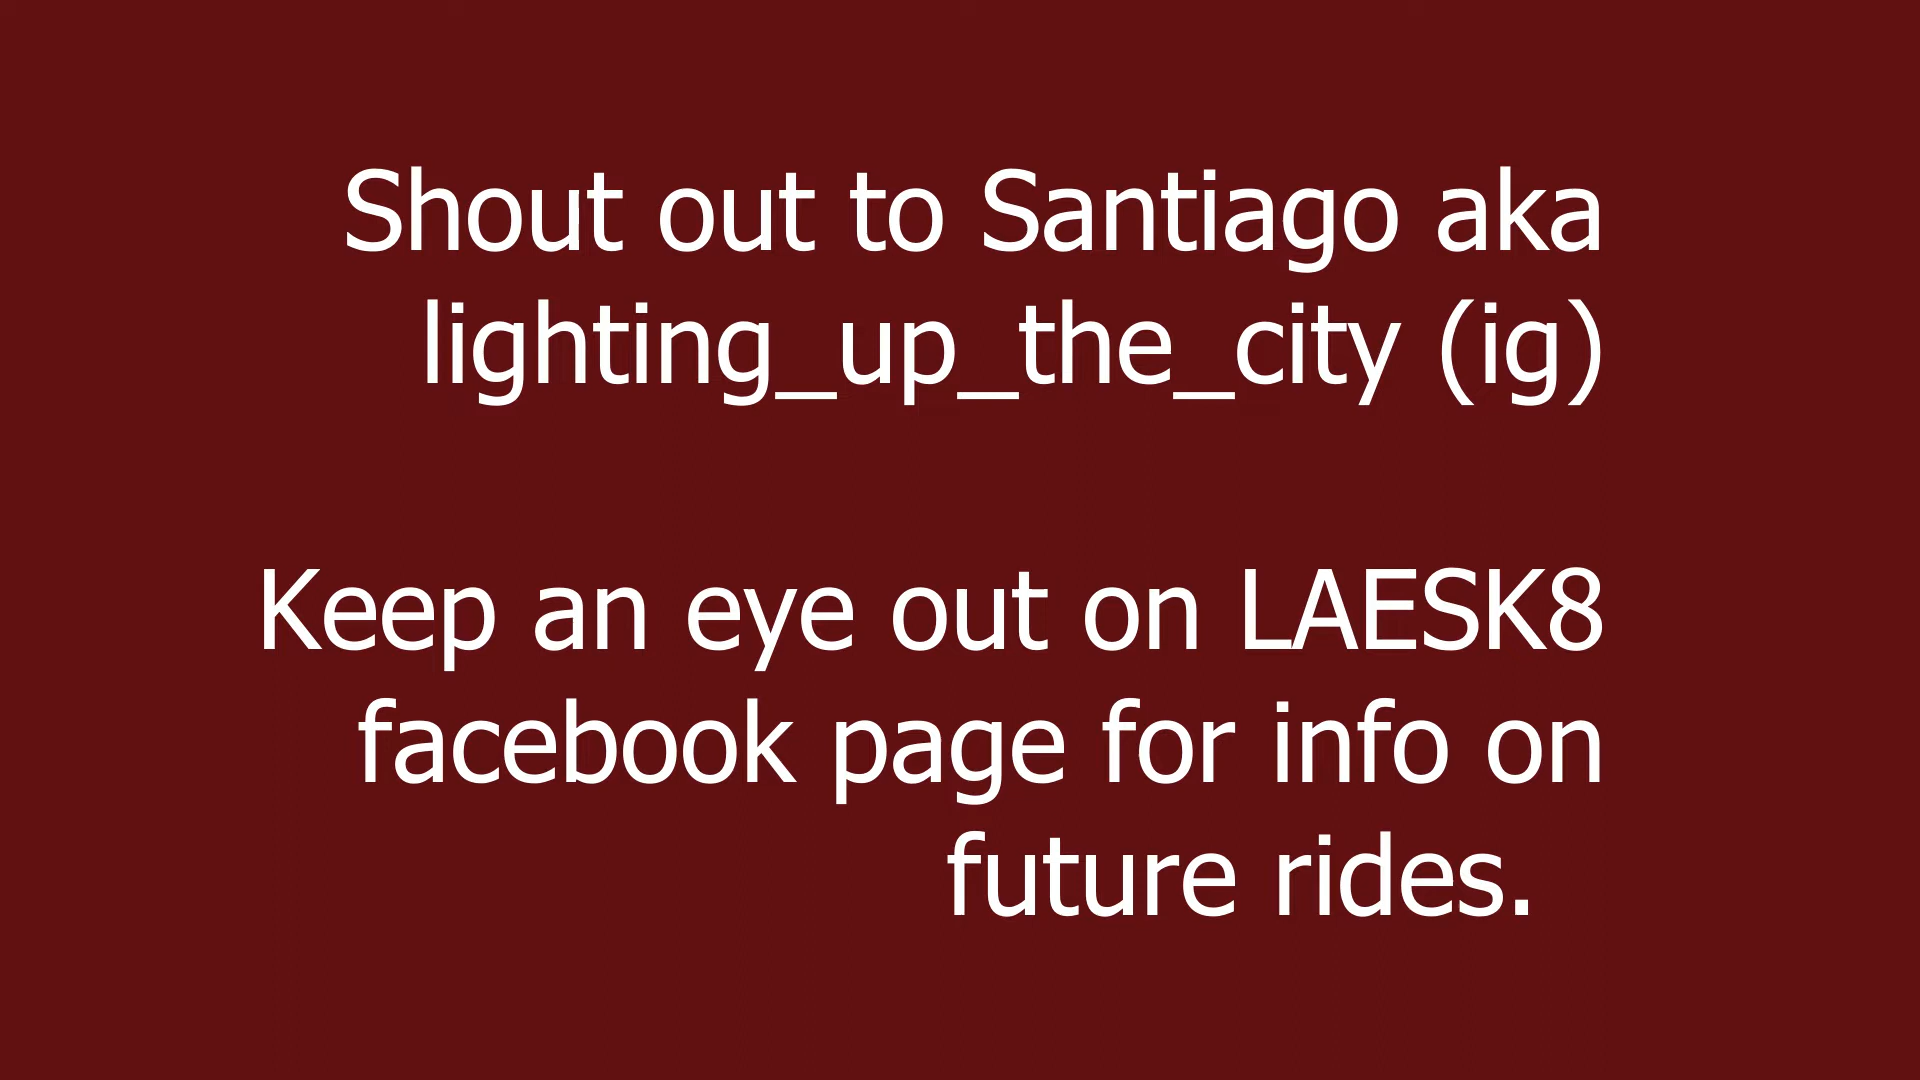 Shout out to Santiago aka
lighting_up_the_city (ig)
Keep an eye out on LAESK8
facebook page for info on
future rides.